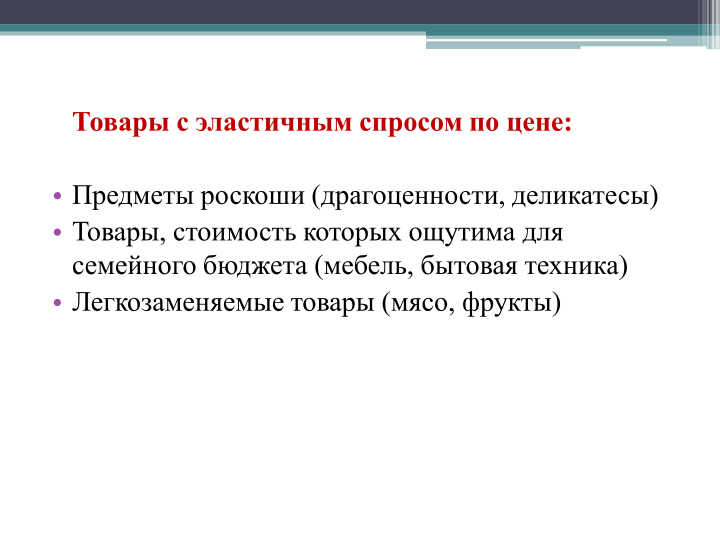 Товары с эластичным спросом по цене:
• Предметы роскоши (драгоценности, деликатесы)
• Товары, стоимость которых ощутима для
семейного бюджета (мебель, бытовая техника)
• Легкозаменяемые товары (мясо, фрукты)